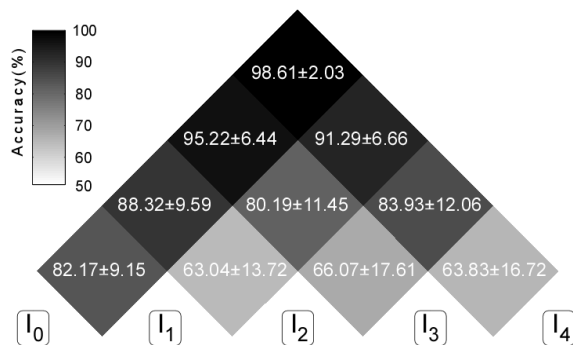 Accuracy(%)
100
90
80
70
60
50
98.61±2.03
95.22±6.44 91.29±6.66
88.32±9.59 80.19±11.45 83.93±12.06
82.17±9.15 63.04±13.72 66.07±17.61 63.83±16.72
I₀ I₁ I₂ I₃ I₄